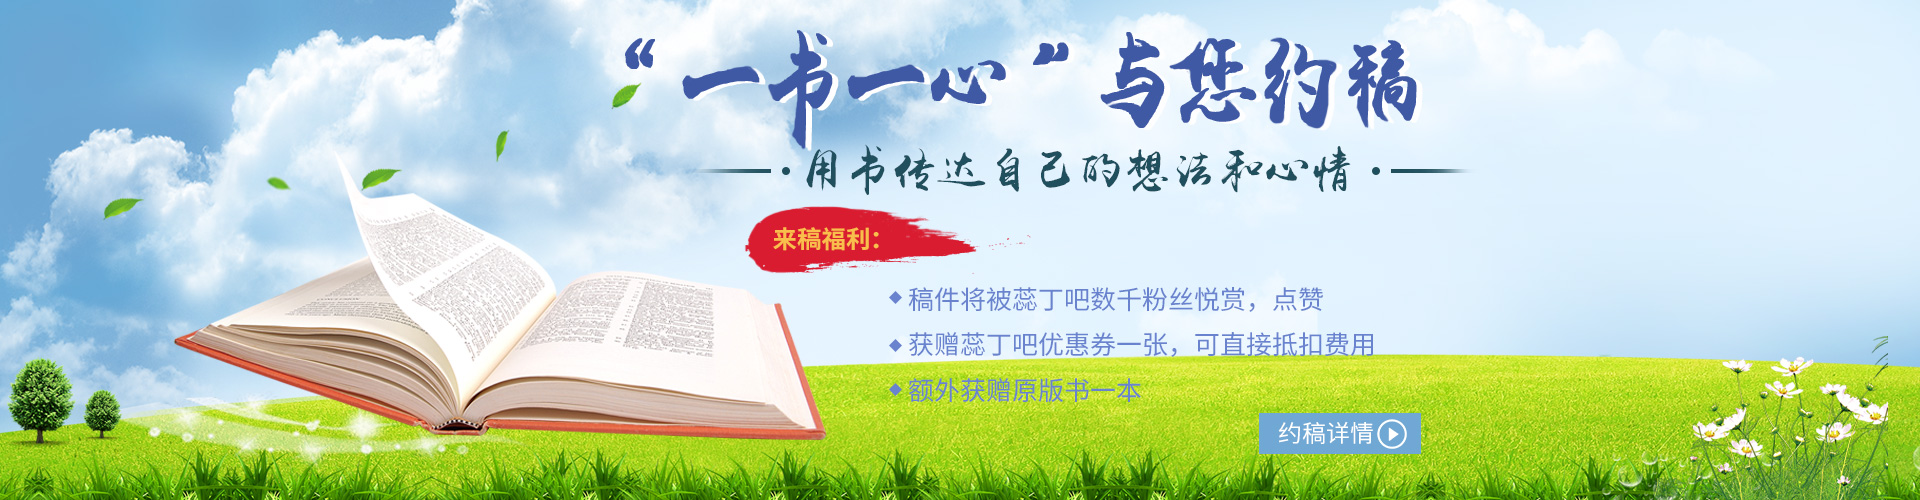 “一书一心”与您约稿
·用书传达自己的想法和心情·
来稿福利：
◆稿件将被蕊丁吧数千粉丝悦赏，点赞
◆获赠蕊丁吧优惠券一张，可直接抵扣费用
◆额外获赠原版书一本
约稿详情